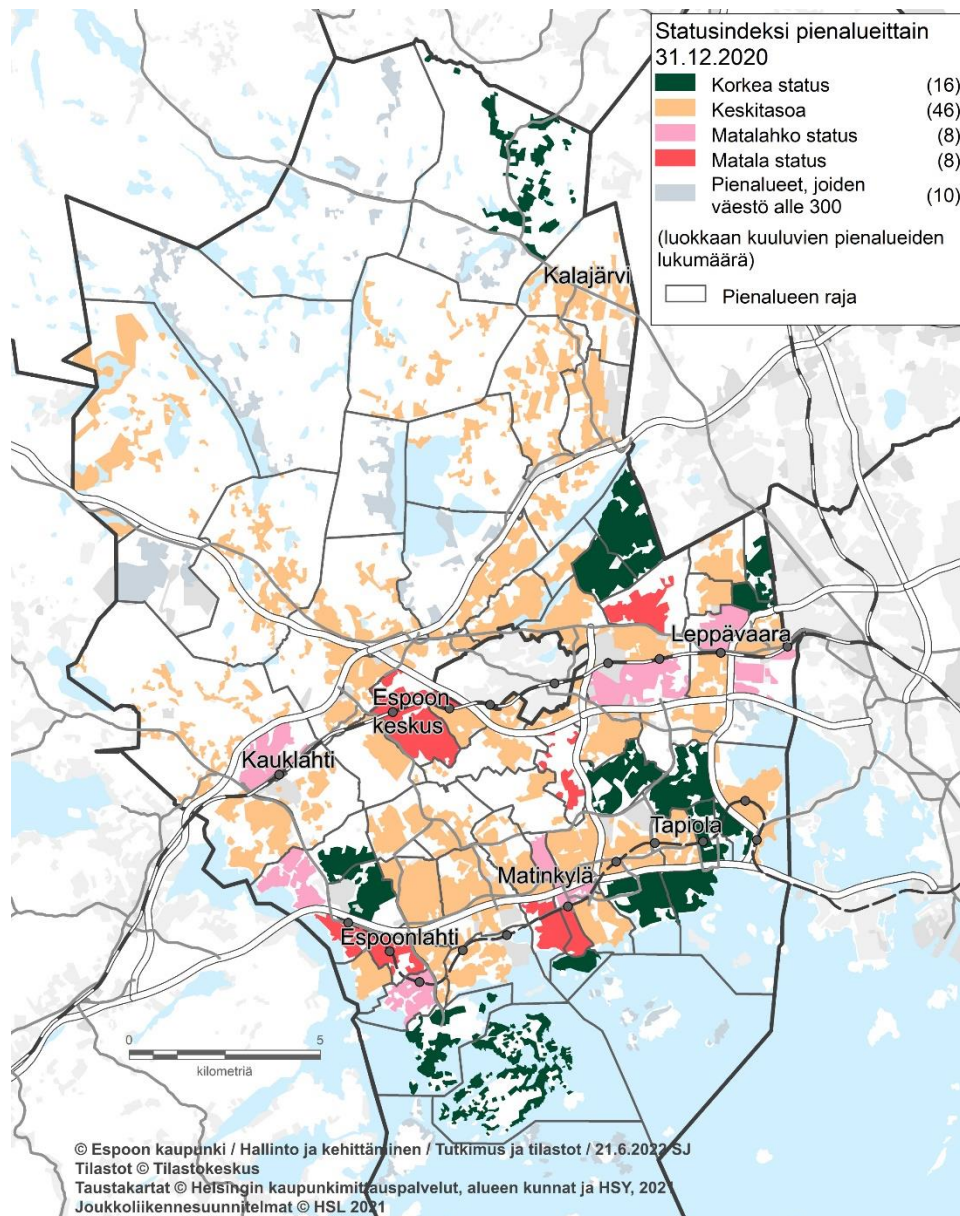 Statusindeksi pienalueittain
31.12.2020
Korkea status (16)
Keskitasoa (46)
Matalahko status (8)
Matala status (8)
Pienalueet, joiden
väestö alle 300 (10)
(luokkaan kuuluvien pienalueiden
lukumäärä)
Pienalueen raja
Kalajärvi
Leppävaara
Espoon
keskus
Kauklahti
Tapiola
Matinkylä
Espoonlahti
0 5
kilometriä
© Espoon kaupunki / Hallinto ja kehittäminen / Tutkimus ja tilastot / 21.6.2022 SJ
Tilastot © Tilastokeskus
Taustakartat © Helsingin kaupunkimittauspalvelut, alueen kunnat ja HSY, 2021
Joukkoliikennesuunnitelmat © HSL 2021